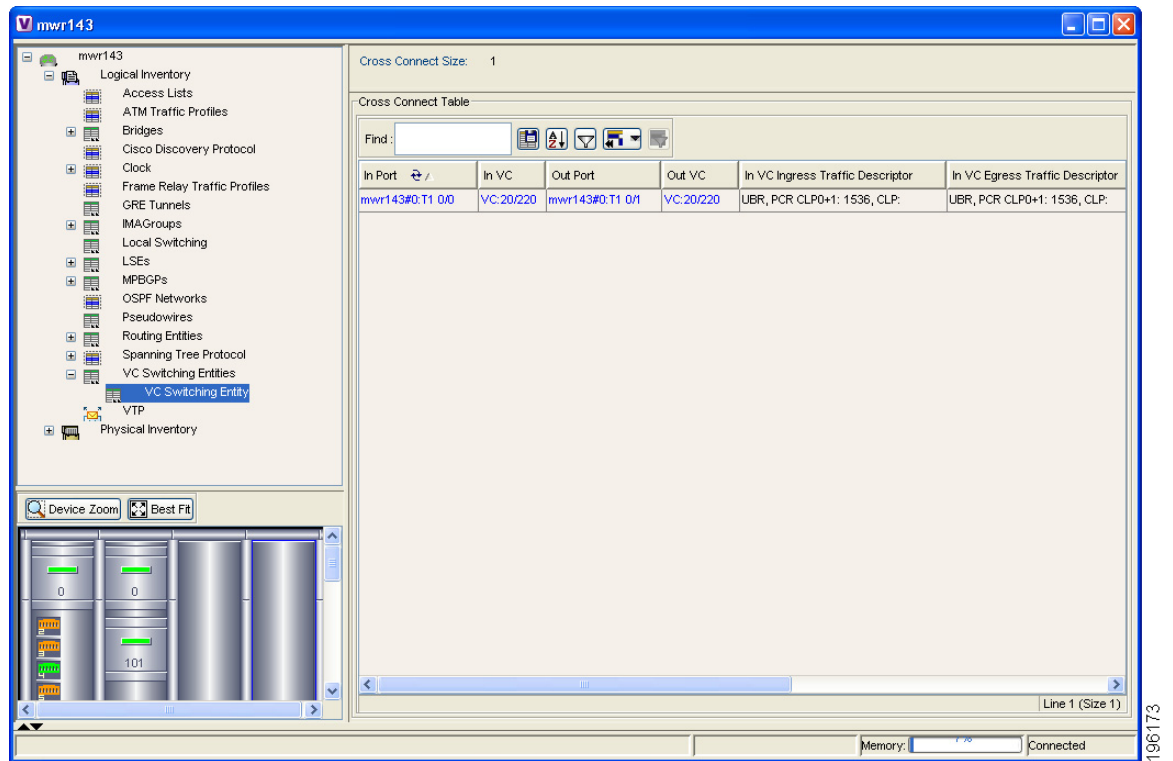 mwr143
mwr143
Logical Inventory
Access Lists
ATM Traffic Profiles
Bridges
Cisco Discovery Protocol
Clock
Frame Relay Traffic Profiles
GRE Tunnels
IMAGroups
Local Switching
LSEs
MPBGPs
OSPF Networks
Pseudowires
Routing Entities
Spanning Tree Protocol
VC Switching Entities
VC Switching Entity
VTP
Physical Inventory
Device Zoom Best Fit
0 0
2
3
4
101
5
Cross Connect Size: 1
Cross Connect Table
Find :
In Port In VC Out Port Out VC In VC Ingress Traffic Descriptor In VC Egress Traffic Descriptor
mwr143#0:T1 0/0 VC:20/220 mwr143#0:T1 0/1 VC:20/220 UBR, PCR CLP0+1: 1536, CLP: UBR, PCR CLP0+1: 1536, CLP:
Line 1 (Size 1)
Memory: 7 % Connected
196173